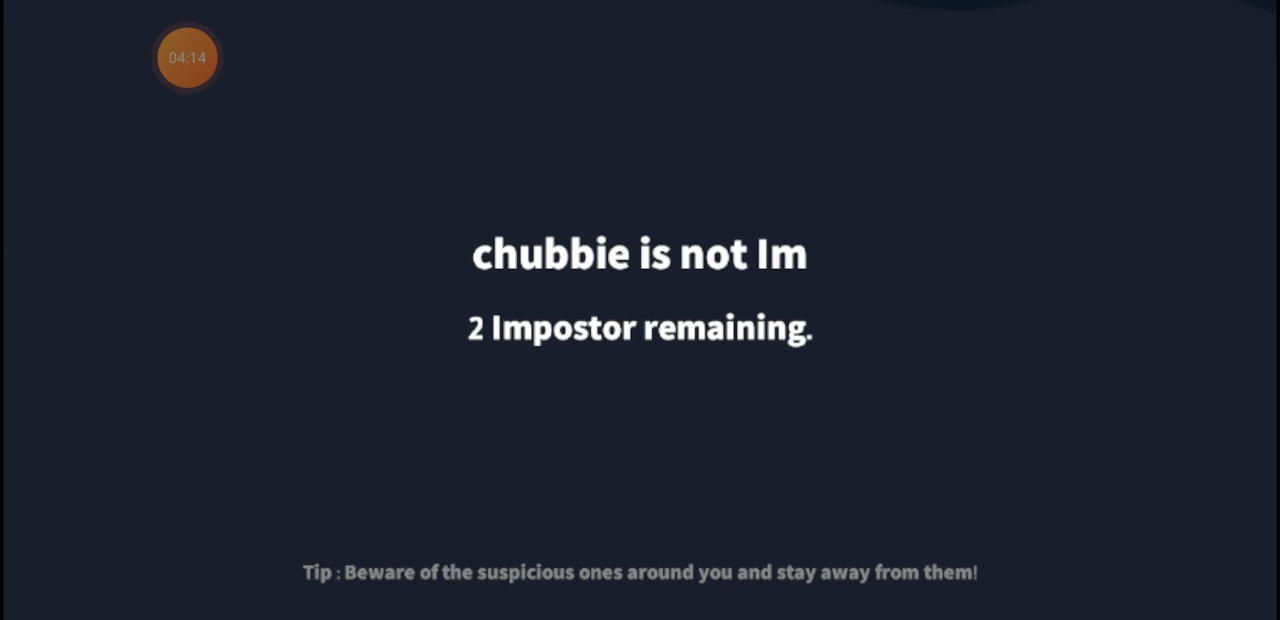 04:14
chubbie is not Im
2 Impostor remaining.
Tip : Beware of the suspicious ones around you and stay away from them!